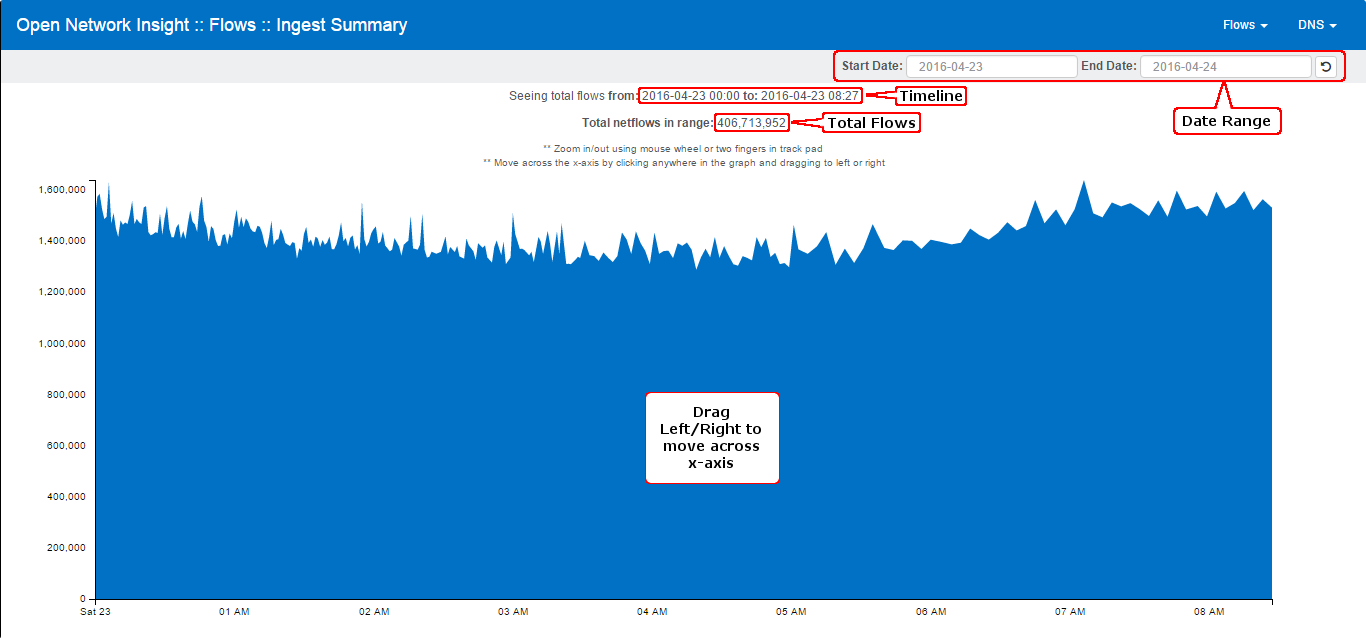 Open Network Insight :: Flows :: Ingest Summary
Flows
DNS
Start Date: 2016-04-23 End Date: 2016-04-24
Seeing total flows from: 2016-04-23 00:00 to: 2016-04-23 08:27
Timeline
Date Range
Total netflows in range: 406,713,952
Total Flows
** Zoom in/out using mouse wheel or two fingers in track pad
** Move across the x-axis by clicking anywhere in the graph and dragging to left or right
1,600,000
1,400,000
1,200,000
1,000,000
800,000
600,000
400,000
200,000
0
Drag
Left/Right to
move across
x-axis
Sat 23 01 AM 02 AM 03 AM 04 AM 05 AM 06 AM 07 AM 08 AM